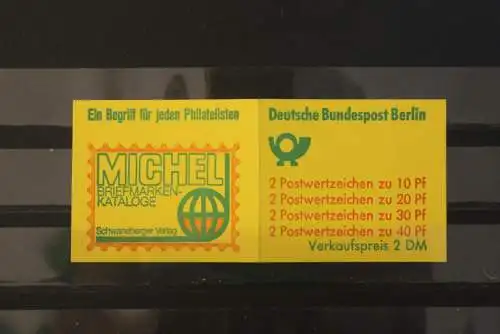 Ein Begriff für jeden Philatelisten
MICHEL
BRIEFMARKEN-
KATALOGE
Schwaneberger Verlag
Deutsche Bundespost Berlin
2 Postwertzeichen zu 10 Pf
2 Postwertzeichen zu 20 Pf
2 Postwertzeichen zu 30 Pf
2 Postwertzeichen zu 40 Pf
Verkaufspreis 2 DM